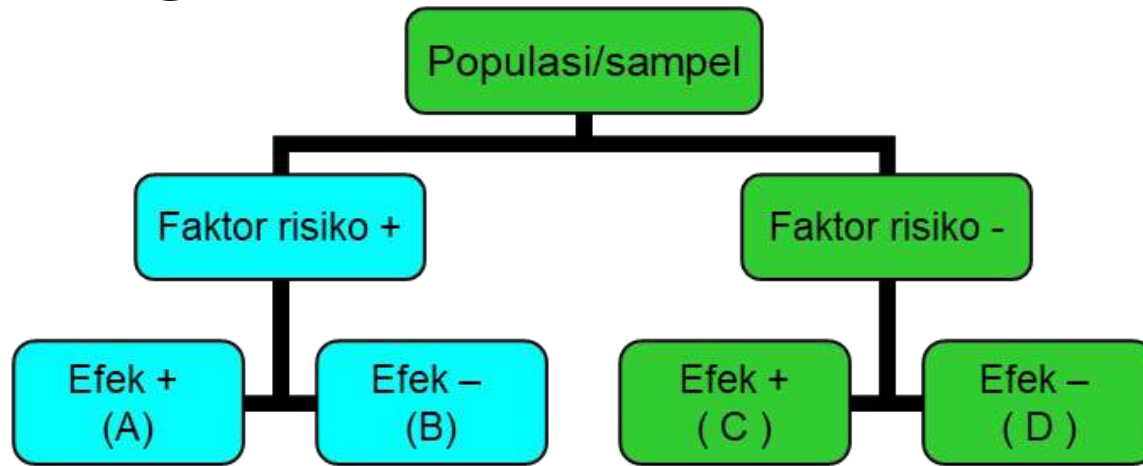 Populasi/sampel
Faktor risiko +
Faktor risiko -
Efek +
(A)
Efek –
(B)
Efek +
( C )
Efek –
( D )